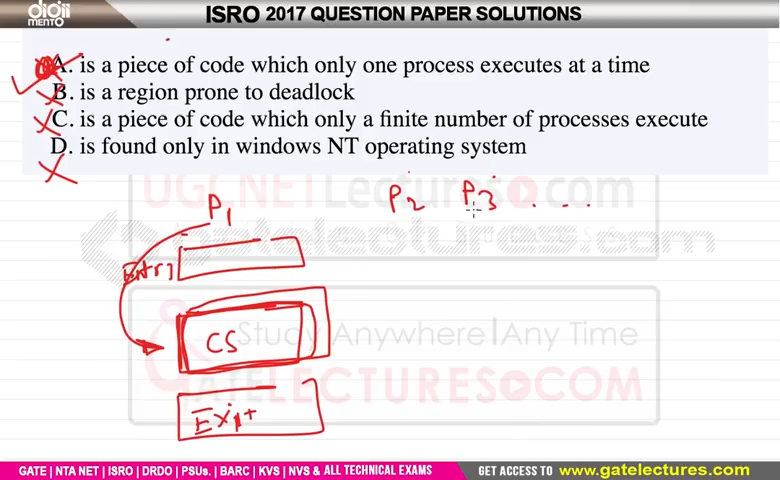 digii
MENTO
ISRO 2017 QUESTION PAPER SOLUTIONS
A. is a piece of code which only one process executes at a time
B. is a region prone to deadlock
C. is a piece of code which only a finite number of processes execute
D. is found only in windows NT operating system
UGCNETLectures.com
P1 P2 P3 . . .
gatelectures.com
Entry
Study Anywhere|Any Time
CS
GATELECTURES.COM
Exit
GATE | NTA NET | ISRO | DRDO | PSUs. | BARC | KVS | NVS & ALL TECHNICAL EXAMS GET ACCESS TO www.gatelectures.com